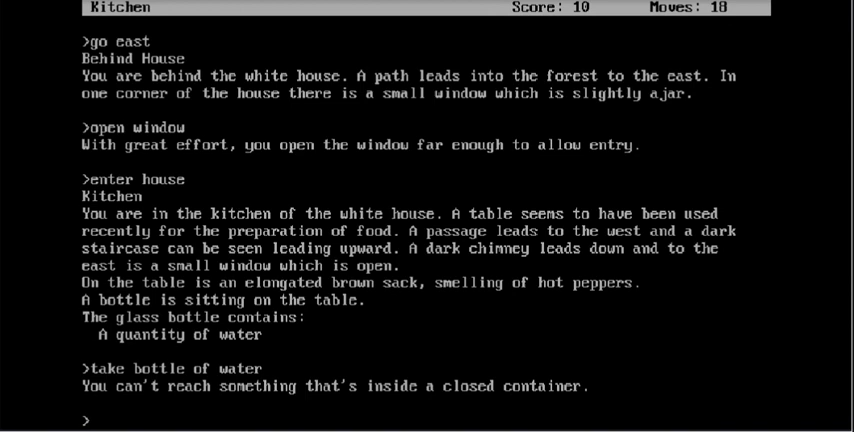 Kitchen Score: 10 Moves: 18
>go east
Behind House
You are behind the white house. A path leads into the forest to the east. In
one corner of the house there is a small window which is slightly ajar.
>open window
With great effort, you open the window far enough to allow entry.
>enter house
Kitchen
You are in the kitchen of the white house. A table seems to have been used
recently for the preparation of food. A passage leads to the west and a dark
staircase can be seen leading upward. A dark chimney leads down and to the
east is a small window which is open.
On the table is an elongated brown sack, smelling of hot peppers.
A bottle is sitting on the table.
The glass bottle contains:
A quantity of water
>take bottle of water
You can't reach something that's inside a closed container.
>